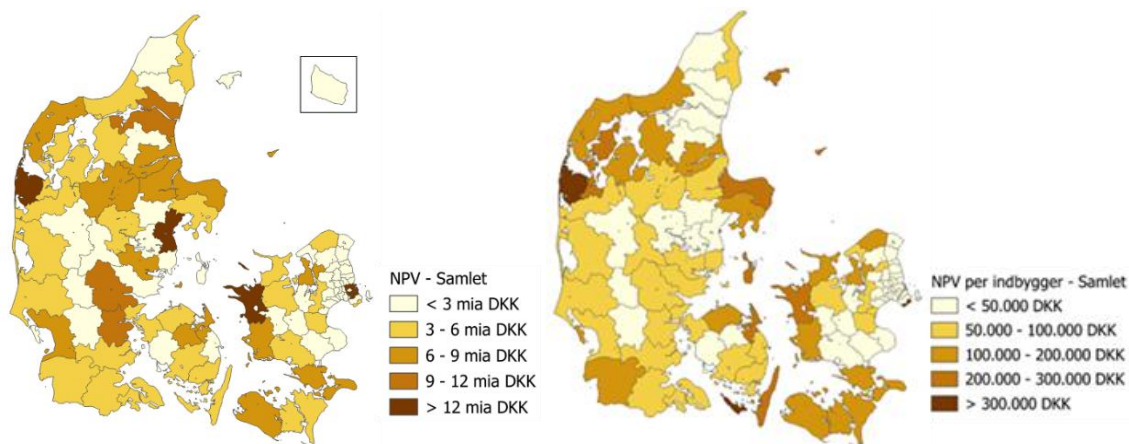 NPV - Samlet
< 3 mia DKK
3 - 6 mia DKK
6 - 9 mia DKK
9 - 12 mia DKK
> 12 mia DKK
NPV per indbygger - Samlet
< 50.000 DKK
50.000 - 100.000 DKK
100.000 - 200.000 DKK
200.000 - 300.000 DKK
> 300.000 DKK